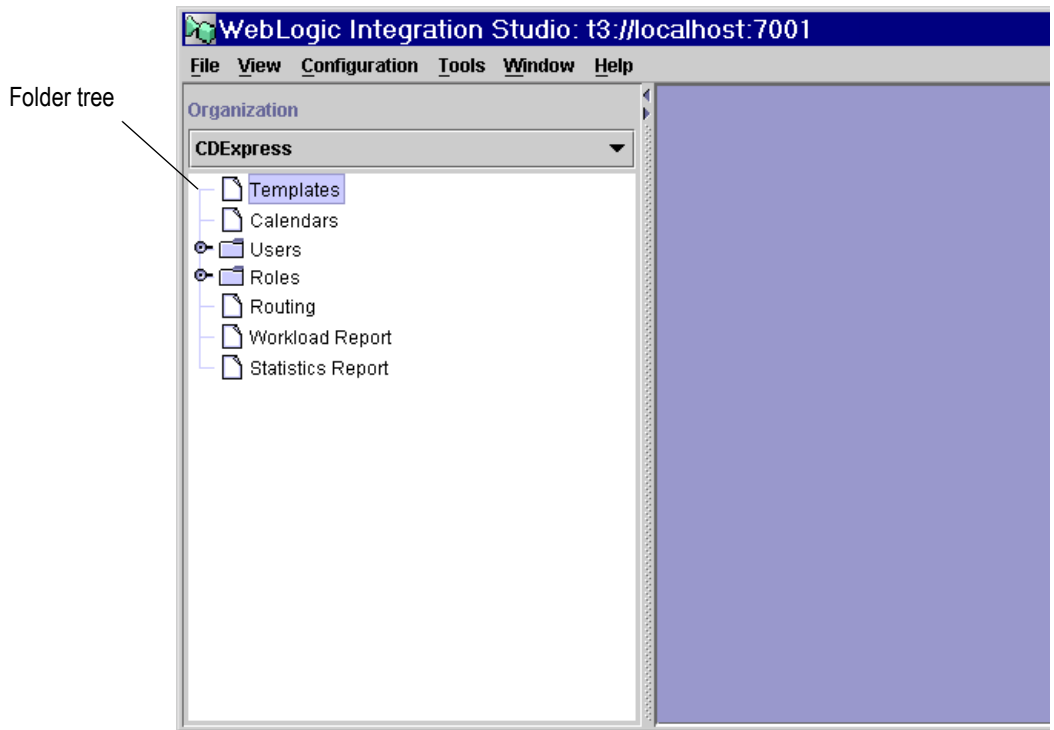 WebLogic Integration Studio: t3://localhost:7001
File View Configuration Tools Window Help
Folder tree
Organization
CDExpress
Templates
Calendars
Users
Roles
Routing
Workload Report
Statistics Report